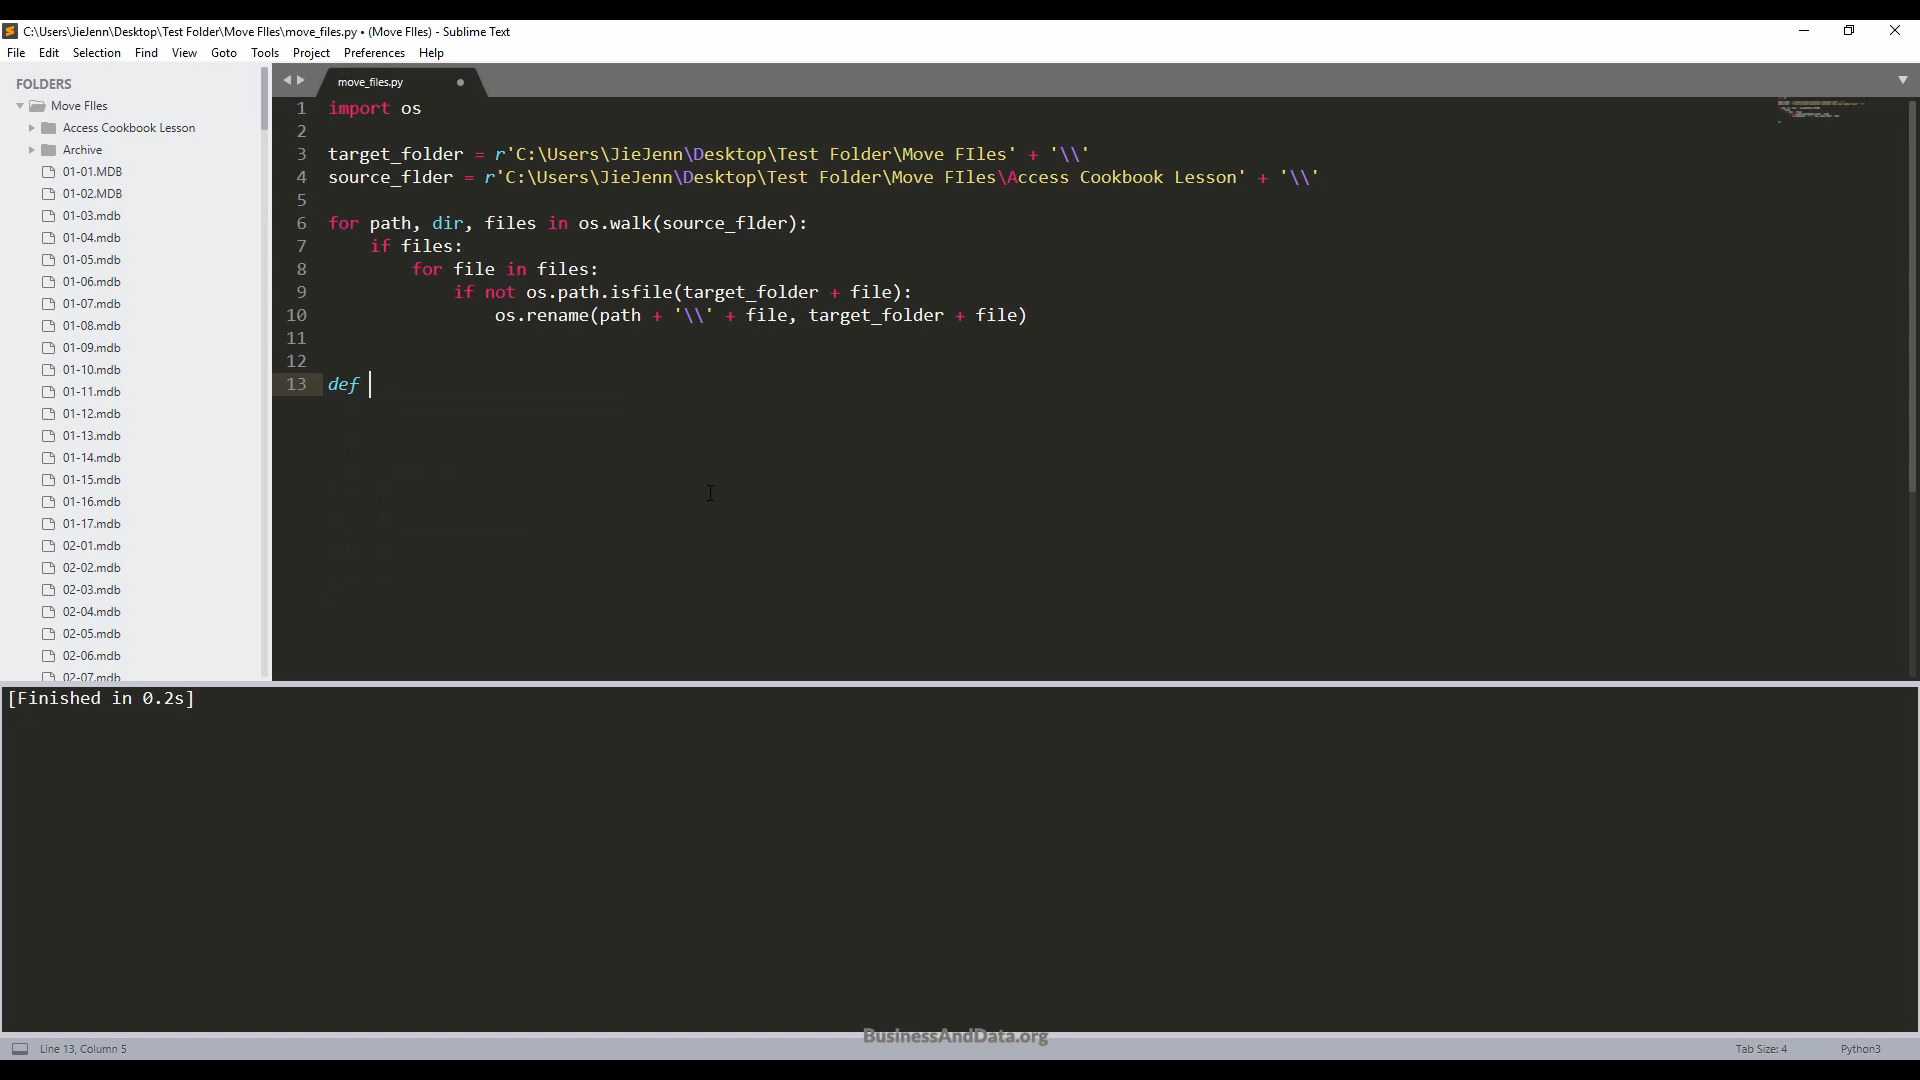 C:\Users\JieJenn\Desktop\Test Folder\Move FIles\move_files.py • (Move FIles) - Sublime Text
File Edit Selection Find View Goto Tools Project Preferences Help
FOLDERS
Move FIles
Access Cookbook Lesson
Archive
01-01.MDB
01-02.MDB
01-03.mdb
01-04.mdb
01-05.mdb
01-06.mdb
01-07.mdb
01-08.mdb
01-09.mdb
01-10.mdb
01-11.mdb
01-12.mdb
01-13.mdb
01-14.mdb
01-15.mdb
01-16.mdb
01-17.mdb
02-01.mdb
02-02.mdb
02-03.mdb
02-04.mdb
02-05.mdb
02-06.mdb
02-07.mdb
move_files.py
1 import os
2
3 target_folder = r'C:\Users\JieJenn\Desktop\Test Folder\Move FIles' + '\\'
4 source_flder = r'C:\Users\JieJenn\Desktop\Test Folder\Move FIles\Access Cookbook Lesson' + '\\'
5
6 for path, dir, files in os.walk(source_flder):
7 if files:
8 for file in files:
9 if not os.path.isfile(target_folder + file):
10 os.rename(path + '\\' + file, target_folder + file)
11
12
13 def
[Finished in 0.2s]
BusinessAndData.org
Line 13, Column 5
Tab Size: 4
Python3